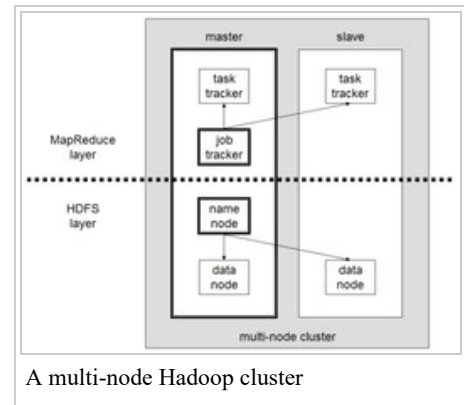 master
slave
task
tracker
task
tracker
MapReduce
layer
job
tracker
HDFS
layer
name
node
data
node
data
node
multi-node cluster
A multi-node Hadoop cluster